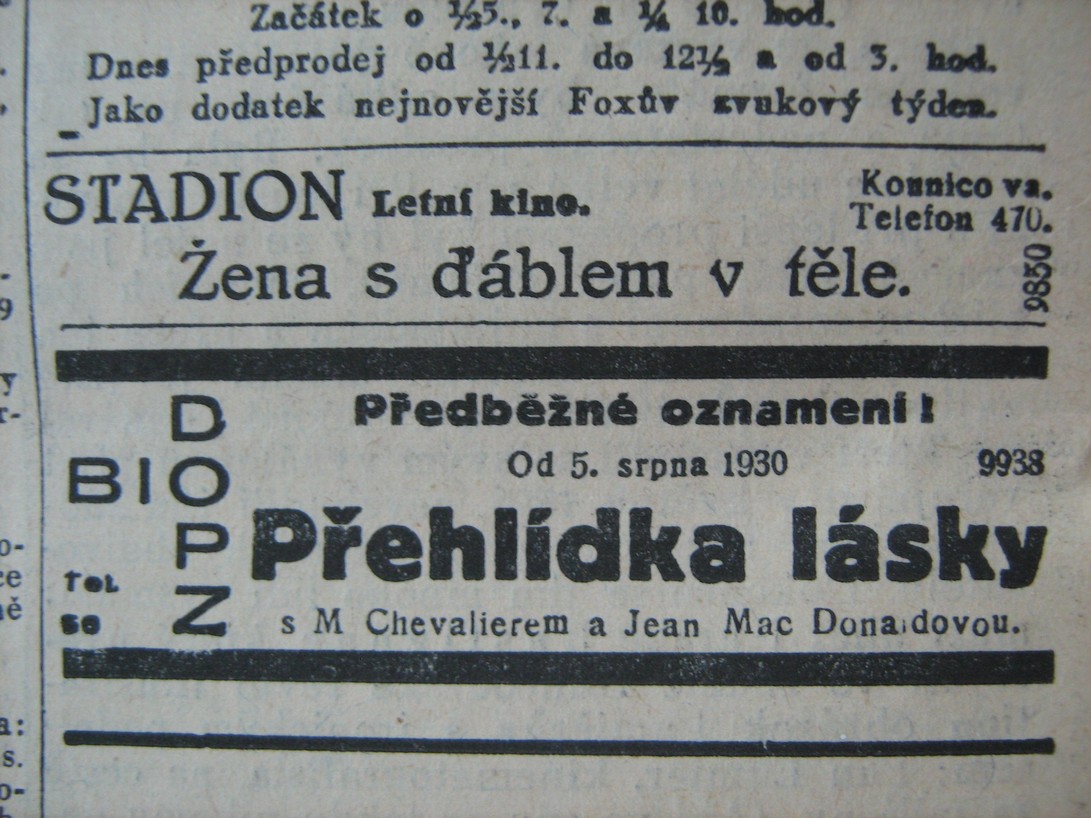 Začátek o ½5., 7. a ¼ 10. hod.
Dnes předprodej od ½11. do 12½ a od 3. hod.
Jako dodatek nejnovější Foxův zvukový týden.
STADION Letní kino.
Kounicova.
Telefon 470.
Žena s ďáblem v těle.
9850
Předběžné oznamení!
BIO DOPZ
Od 5. srpna 1930 9938
Přehlídka lásky
TEL
s M Chevalierem a Jean Mac Donaldovou.